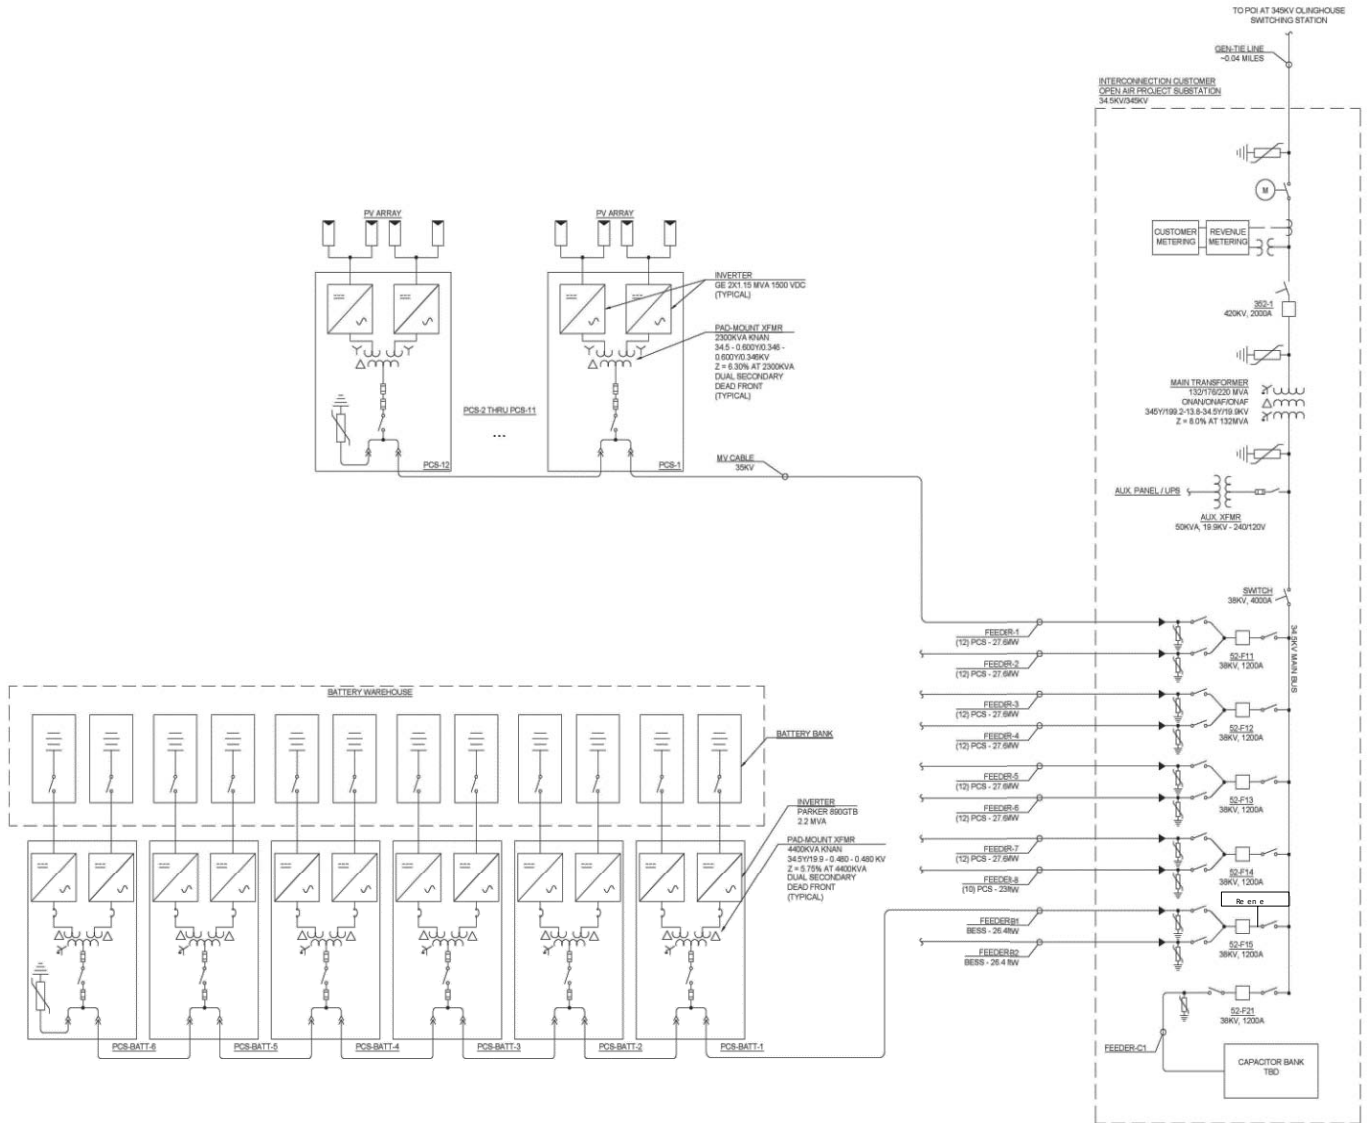 TO POI AT 345KV OLINGHOUSE
SWITCHING STATION
GEN-TIE LINE
~0.04 MILES
INTERCONNECTION CUSTOMER
OPEN AIR PROJECT SUBSTATION
34.5KV/345KV
M
CUSTOMER
METERING
REVENUE
METERING
352-1
420KV, 2000A
MAIN TRANSFORMER
132/176/220 MVA
ONAN/ONAF/ONAF
345Y/199.2-13.8-34.5Y/19.9KV
Z = 8.0% AT 132MVA
AUX. PANEL / UPS
AUX. XFMR
50KVA, 19.9KV - 240/120V
SWITCH
38KV, 4000A
34.5KV MAIN BUS
PV ARRAY
PV ARRAY
INVERTER
GE 2X1.15 MVA 1500 VDC
(TYPICAL)
PAD-MOUNT XFMR
2300KVA KNAN
34.5 - 0.600Y/0.346 -
0.600Y/0.346KV
Z = 6.30% AT 2300KVA
DUAL SECONDARY
DEAD FRONT
(TYPICAL)
PCS-2 THRU PCS-11
...
PCS-12
PCS-1
MV CABLE
35KV
FEEDER-1
(12) PCS - 27.6MW
FEEDER-2
(12) PCS - 27.6MW
52-F11
38KV, 1200A
FEEDER-3
(12) PCS - 27.6MW
FEEDER-4
(12) PCS - 27.6MW
52-F12
38KV, 1200A
FEEDER-5
(12) PCS - 27.6MW
FEEDER-6
(12) PCS - 27.6MW
52-F13
38KV, 1200A
FEEDER-7
(12) PCS - 27.6MW
FEEDER-8
(10) PCS - 23MW
52-F14
38KV, 1200A
Re en e
FEEDERB1
BESS - 26.4MW
FEEDERB2
BESS - 26.4 MW
52-F15
38KV, 1200A
52-F21
38KV, 1200A
FEEDER-C1
CAPACITOR BANK
TBD
BATTERY WAREHOUSE
BATTERY BANK
INVERTER
PARKER 890GTB
2.2 MVA
PAD-MOUNT XFMR
4400KVA KNAN
34.5Y/19.9 - 0.480 - 0.480 KV
Z = 5.75% AT 4400KVA
DUAL SECONDARY
DEAD FRONT
(TYPICAL)
PCS-BATT-6
PCS-BATT-5
PCS-BATT-4
PCS-BATT-3
PCS-BATT-2
PCS-BATT-1